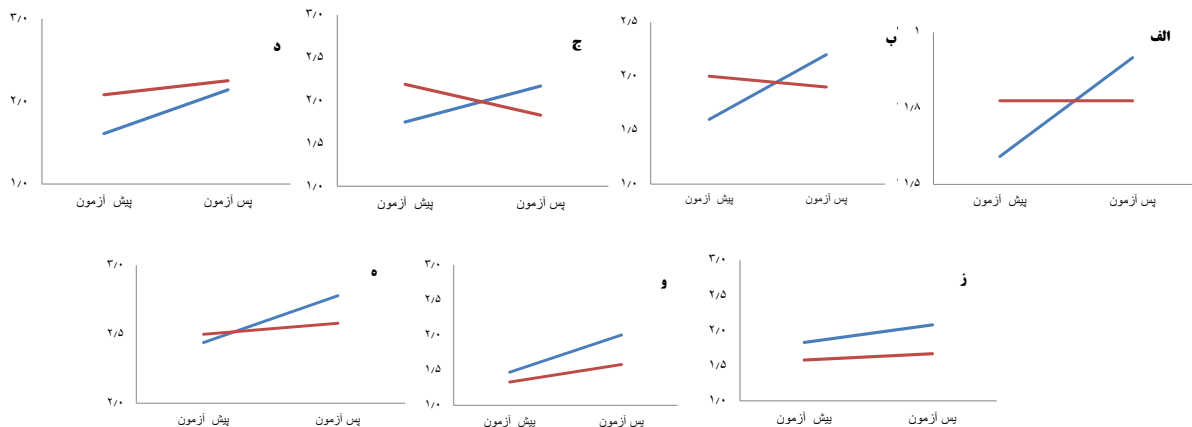 الف
۱
۱/۸
۱/۵
پیش آزمون
پس آزمون
ب
۲/۵
۲/۰
۱/۵
۱/۰
پیش آزمون
پس آزمون
ج
۳/۰
۲/۵
۲/۰
۱/۵
۱/۰
پیش آزمون
پس آزمون
د
۳/۰
۲/۰
۱/۰
پیش آزمون
پس آزمون
ز
۳/۰
۲/۵
۲/۰
۱/۵
۱/۰
پیش آزمون
پس آزمون
و
۳/۰
۲/۵
۲/۰
۱/۵
۱/۰
پیش آزمون
پس آزمون
ه
۳/۰
۲/۵
۲/۰
پیش آزمون
پس آزمون